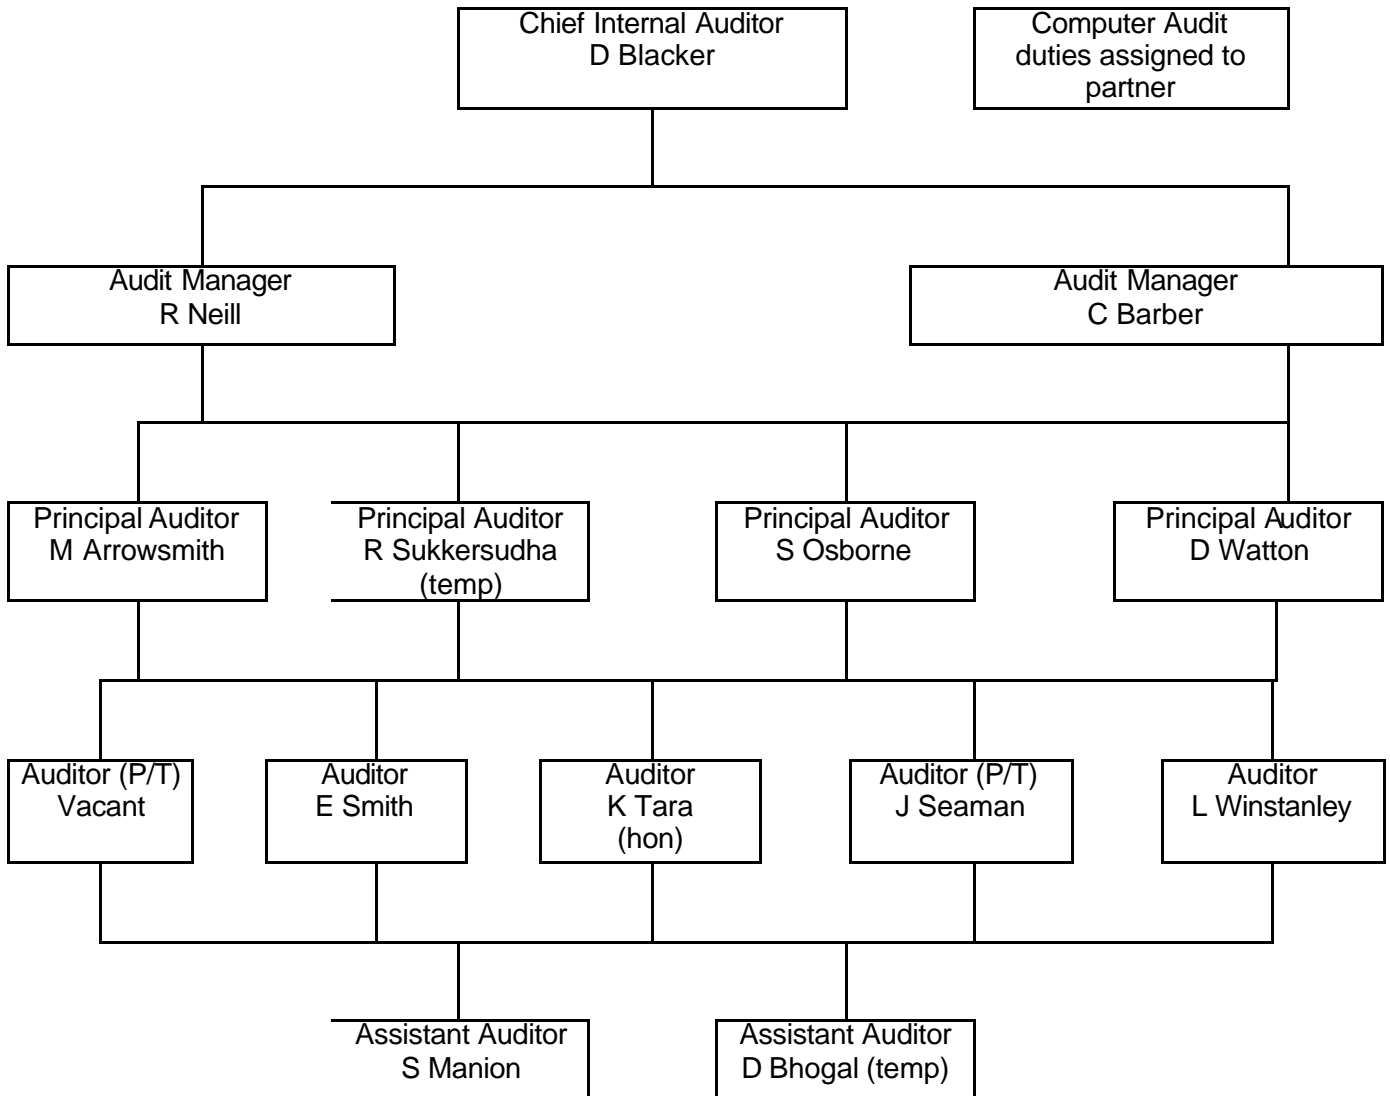 Chief Internal Auditor
D Blacker
Computer Audit
duties assigned to
partner
Audit Manager
R Neill
Audit Manager
C Barber
Principal Auditor
M Arrowsmith
Principal Auditor
R Sukkersudha
(temp)
Principal Auditor
S Osborne
Principal Auditor
D Watton
Auditor (P/T)
Vacant
Auditor
E Smith
Auditor
K Tara
(hon)
Auditor (P/T)
J Seaman
Auditor
L Winstanley
Assistant Auditor
S Manion
Assistant Auditor
D Bhogal (temp)